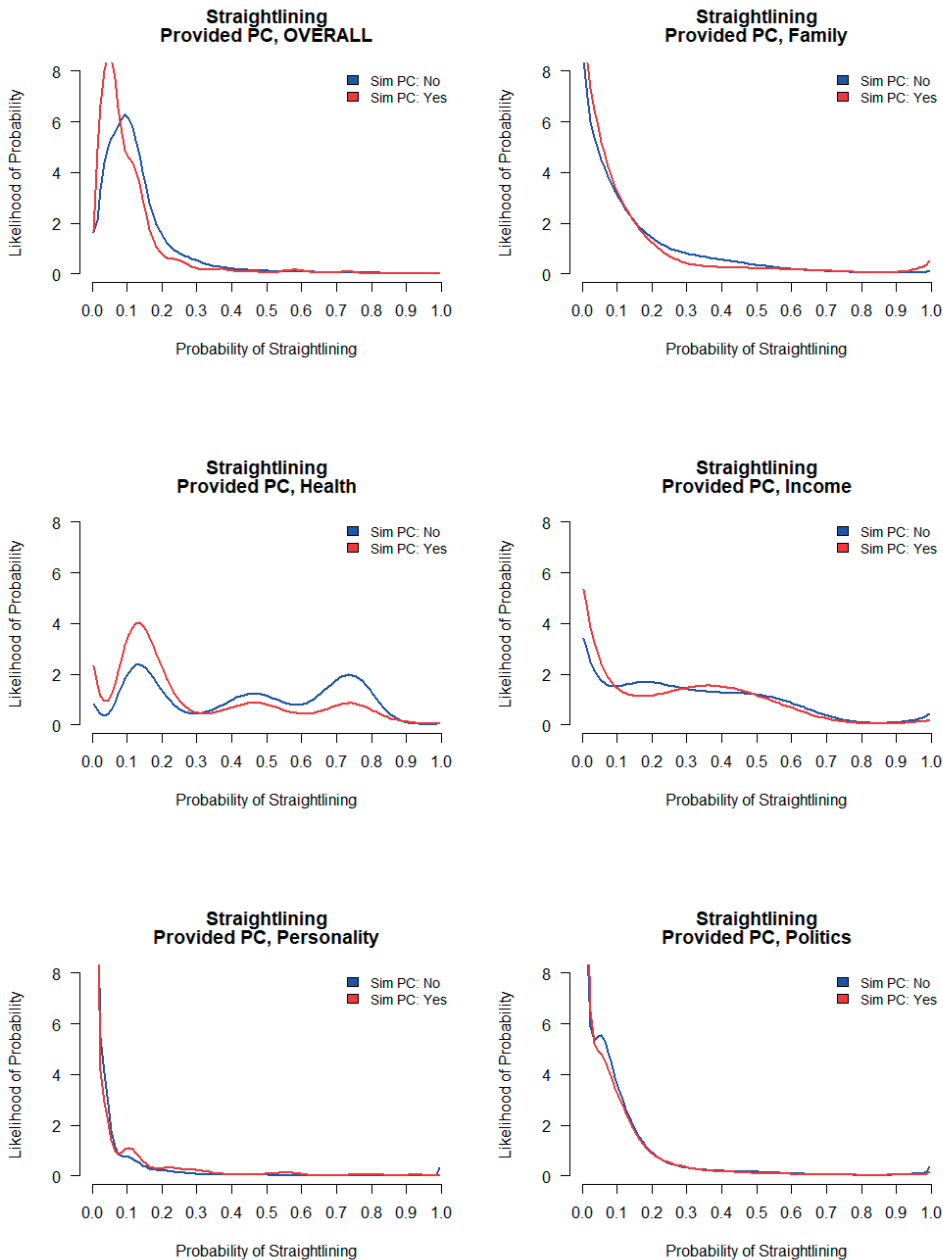 Straightlining
Provided PC, OVERALL
Likelihood of Probability
8
6
4
2
0
Sim PC: No
Sim PC: Yes
0.0 0.1 0.2 0.3 0.4 0.5 0.6 0.7 0.8 0.9 1.0
Probability of Straightlining
Straightlining
Provided PC, Family
Likelihood of Probability
8
6
4
2
0
Sim PC: No
Sim PC: Yes
0.0 0.1 0.2 0.3 0.4 0.5 0.6 0.7 0.8 0.9 1.0
Probability of Straightlining
Straightlining
Provided PC, Health
Likelihood of Probability
8
6
4
2
0
Sim PC: No
Sim PC: Yes
0.0 0.1 0.2 0.3 0.4 0.5 0.6 0.7 0.8 0.9 1.0
Probability of Straightlining
Straightlining
Provided PC, Income
Likelihood of Probability
8
6
4
2
0
Sim PC: No
Sim PC: Yes
0.0 0.1 0.2 0.3 0.4 0.5 0.6 0.7 0.8 0.9 1.0
Probability of Straightlining
Straightlining
Provided PC, Personality
Likelihood of Probability
8
6
4
2
0
Sim PC: No
Sim PC: Yes
0.0 0.1 0.2 0.3 0.4 0.5 0.6 0.7 0.8 0.9 1.0
Probability of Straightlining
Straightlining
Provided PC, Politics
Likelihood of Probability
8
6
4
2
0
Sim PC: No
Sim PC: Yes
0.0 0.1 0.2 0.3 0.4 0.5 0.6 0.7 0.8 0.9 1.0
Probability of Straightlining